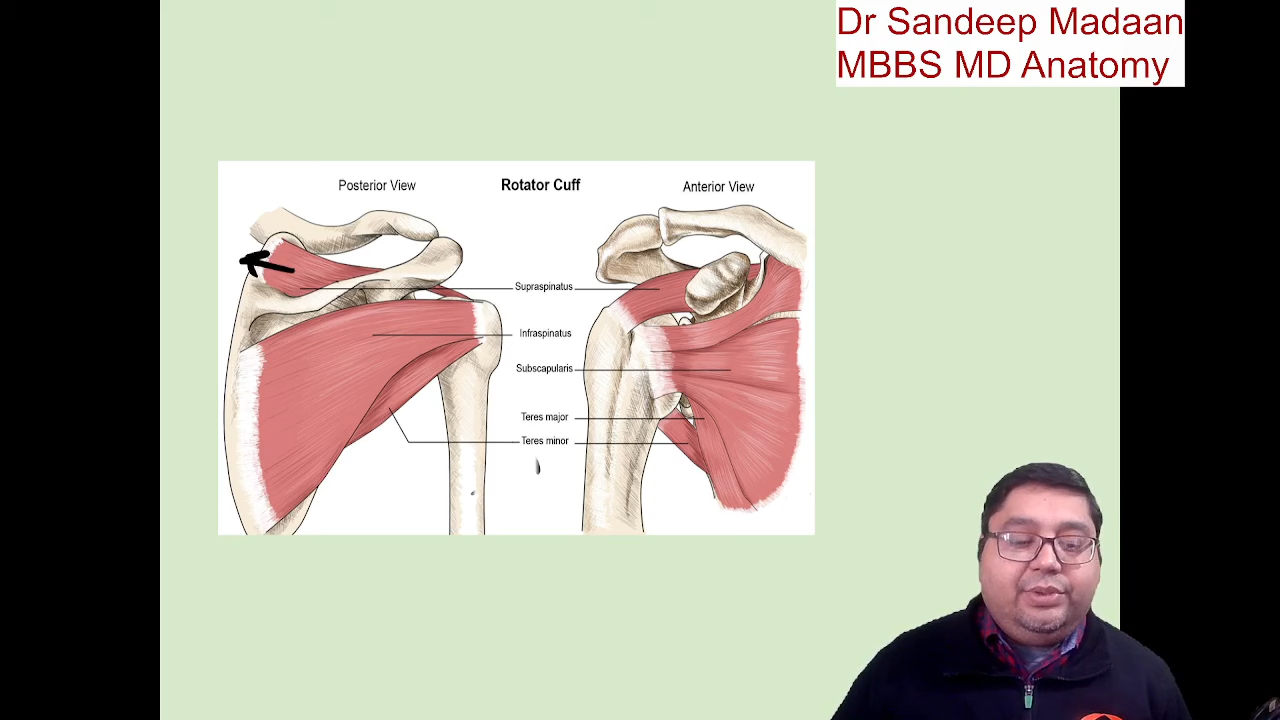 Dr Sandeep Madaan
MBBS MD Anatomy
Posterior View
Rotator Cuff
Anterior View
Supraspinatus
Infraspinatus
Subscapularis
Teres major
Teres minor